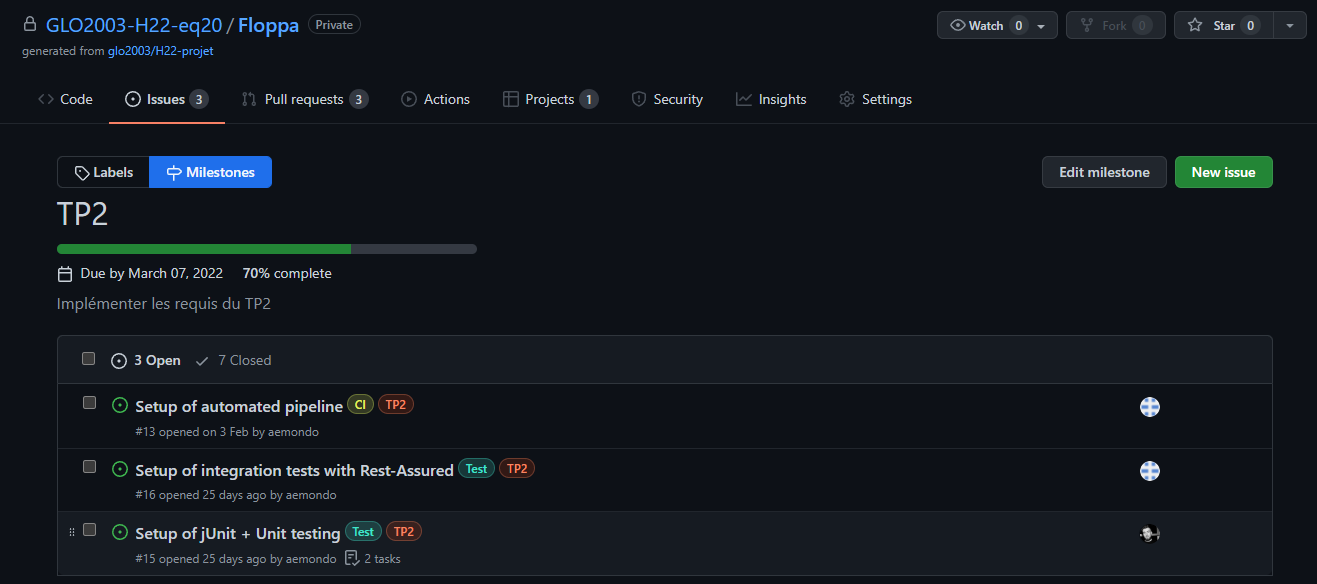 GLO2003-H22-eq20 / Floppa Private
Watch 0 Fork 0 Star 0
generated from glo2003/H22-projet
Code Issues 3 Pull requests 3 Actions Projects 1 Security Insights Settings
Labels Milestones Edit milestone New issue
TP2
Due by March 07, 2022 70% complete
Implémenter les requis du TP2
3 Open 7 Closed
Setup of automated pipeline CI TP2
#13 opened on 3 Feb by aemondo
Setup of integration tests with Rest-Assured Test TP2
#16 opened 25 days ago by aemondo
Setup of jUnit + Unit testing Test TP2
#15 opened 25 days ago by aemondo 2 tasks